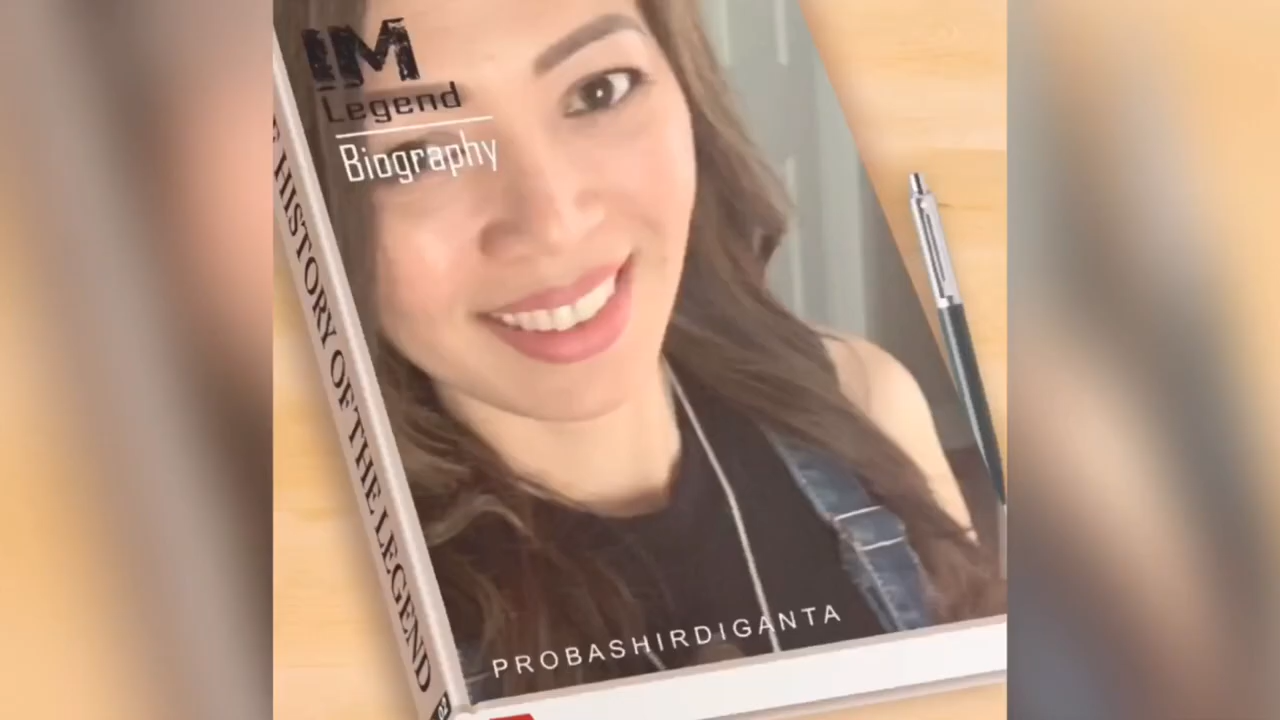 IM
Legend
Biography
HISTORY OF THE LEGEND
PROBASHIRDIGANTA